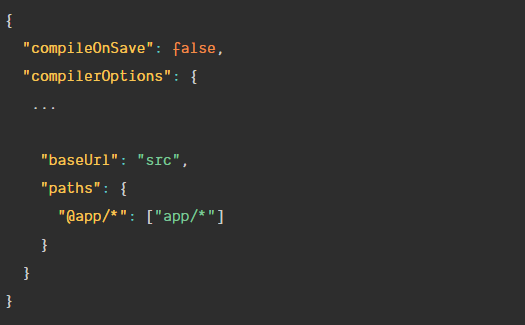 {
  "compileOnSave": false,
  "compilerOptions": {
   ...

    "baseUrl": "src",
    "paths": {
      "@app/*": ["app/*"]
    }
  }
}